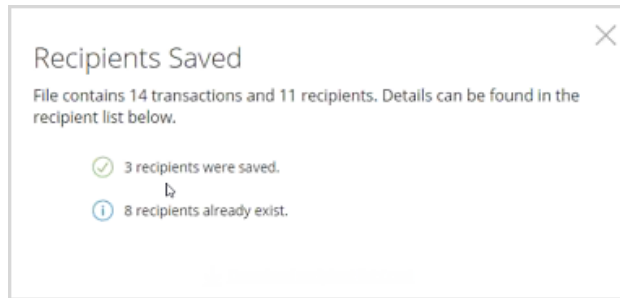 Recipients Saved
File contains 14 transactions and 11 recipients. Details can be found in the
recipient list below.
3 recipients were saved.
8 recipients already exist.